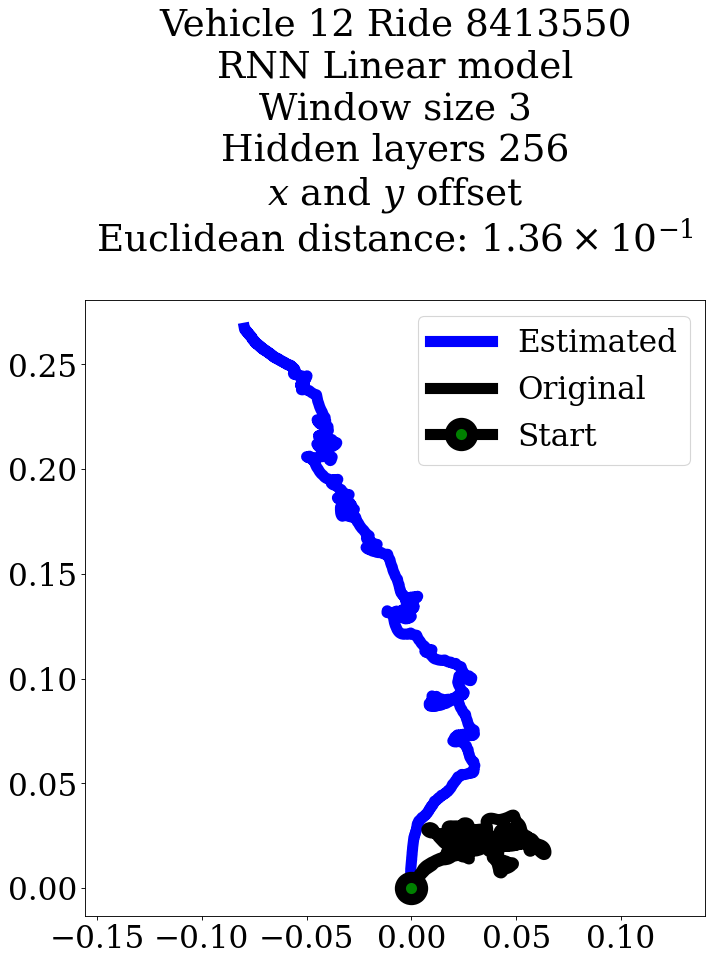 Vehicle 12 Ride 8413550
RNN Linear model
Window size 3
Hidden layers 256
x and y offset
Euclidean distance: 1.36 × 10⁻¹
Estimated
Original
Start
0.25
0.20
0.15
0.10
0.05
0.00
−0.15 −0.10 −0.05 0.00 0.05 0.10